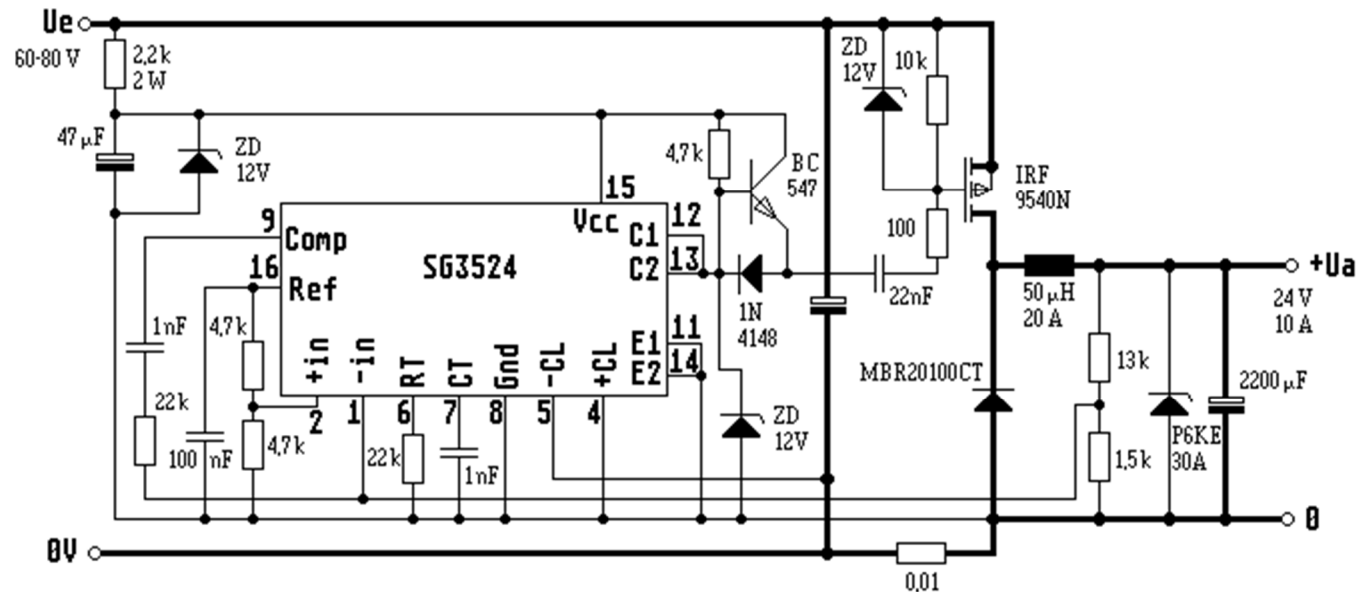 Ue
60-80 V
2,2k
2 W
47 µF
ZD
12V
ZD
12V
10k
4,7k
BC
547
IRF
9540N
100
22nF
1N
4148
9
Comp
16
Ref
15
Vcc
SG3524
12
C1
13
C2
11
E1
14
E2
+in
-in
RT
CT
Gnd
-CL
+CL
2
1
6
7
8
5
4
1nF
4,7k
22k
100 nF
4,7k
22k
1nF
ZD
12V
50 µH
20 A
+Ua
24 V
10 A
MBR20100CT
13k
1,5k
P6KE
30A
2200 µF
0V
0,01
0